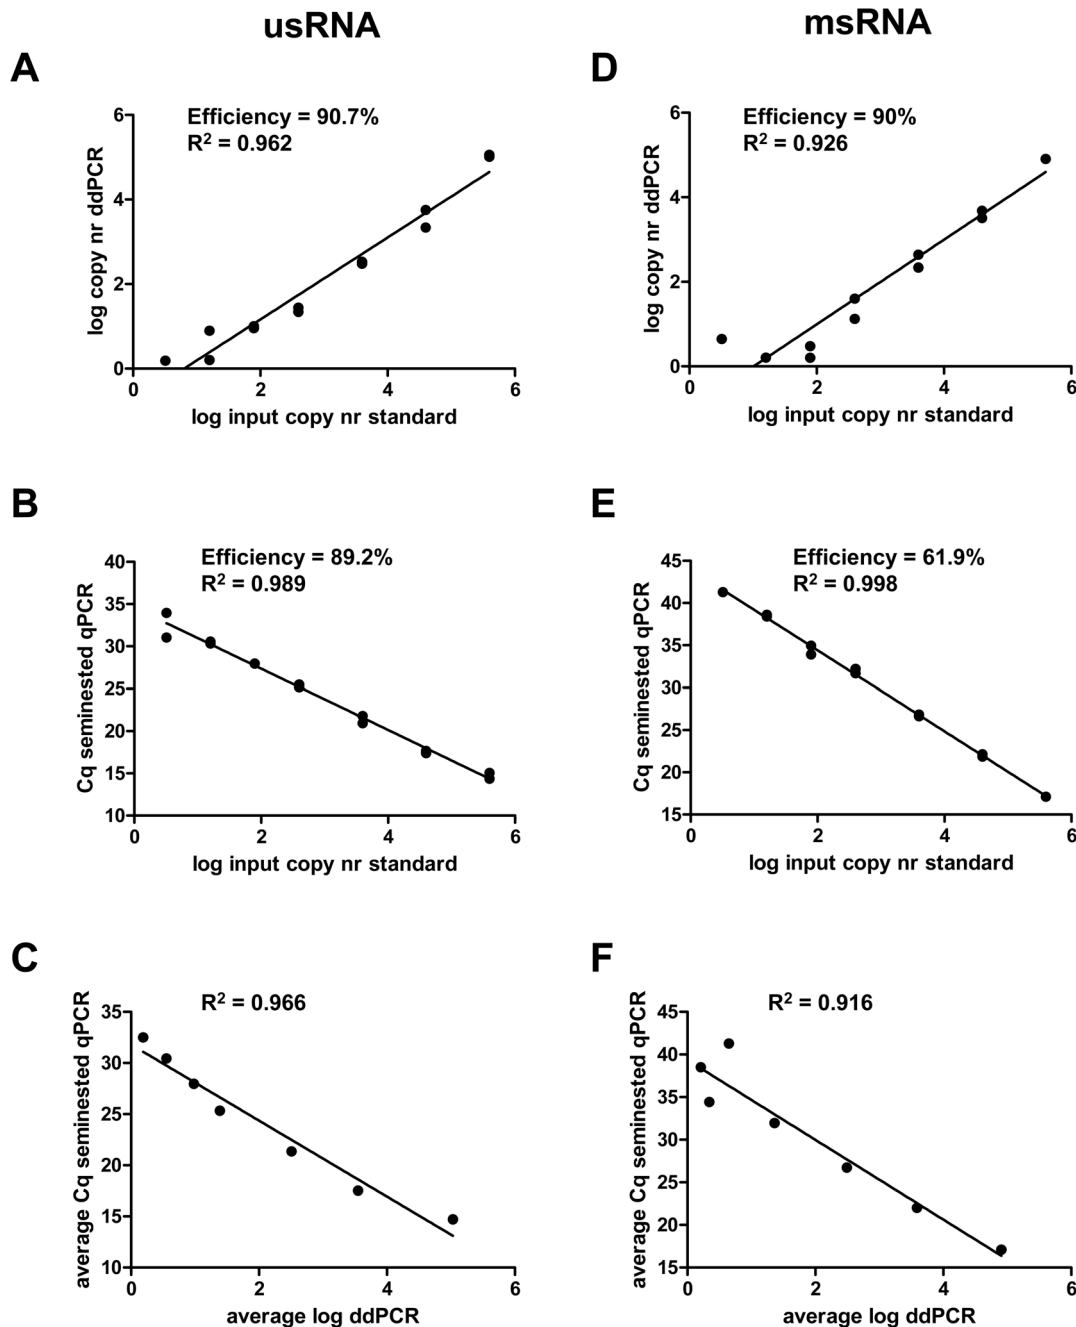 usRNA
msRNA
A
Efficiency = 90.7%
R² = 0.962
log copy nr ddPCR
6
4
2
0
0 2 4 6
log input copy nr standard
D
Efficiency = 90%
R² = 0.926
log copy nr ddPCR
6
4
2
0
0 2 4 6
log input copy nr standard
B
Efficiency = 89.2%
R² = 0.989
Cq seminested qPCR
40
35
30
25
20
15
10
0 2 4 6
log input copy nr standard
E
Efficiency = 61.9%
R² = 0.998
Cq seminested qPCR
45
40
35
30
25
20
15
0 2 4 6
log input copy nr standard
C
R² = 0.966
average Cq seminested qPCR
35
30
25
20
15
10
0 2 4 6
average log ddPCR
F
R² = 0.916
average Cq seminested qPCR
45
40
35
30
25
20
15
0 2 4 6
average log ddPCR